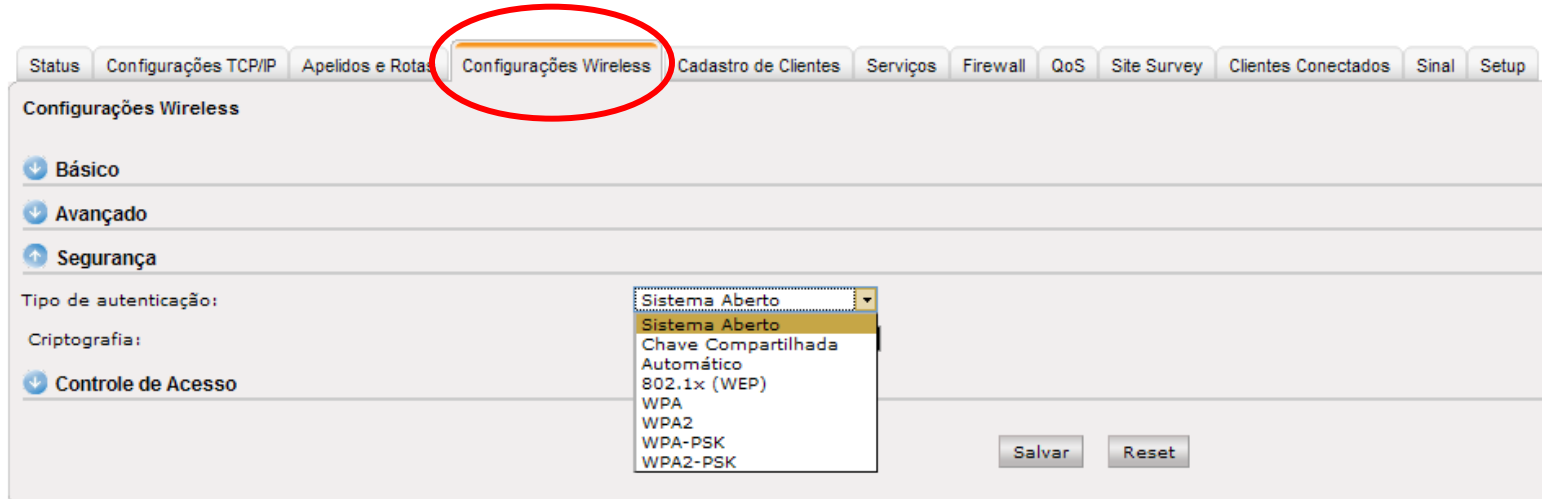 Status Configurações TCP/IP Apelidos e Rotas Configurações Wireless Cadastro de Clientes Serviços Firewall QoS Site Survey Clientes Conectados Sinal Setup
Configurações Wireless
Básico
Avançado
Segurança
Tipo de autenticação: Sistema Aberto
Sistema Aberto
Criptografia:
Chave Compartilhada
Automático
802.1x (WEP)
Controle de Acesso
WPA
WPA2
WPA-PSK
WPA2-PSK
Salvar Reset